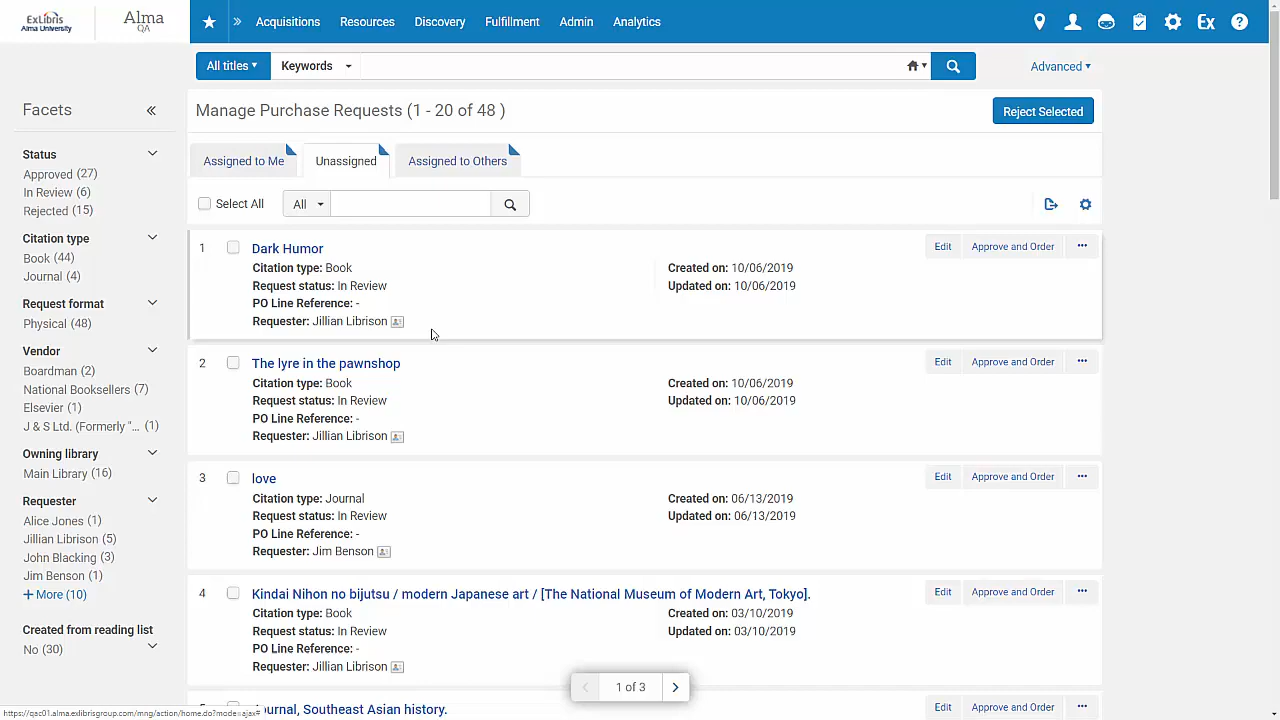 ExLibris
Alma University
Alma
QA
Acquisitions Resources Discovery Fulfillment Admin Analytics
Ex
All titles Keywords Advanced
Facets
Manage Purchase Requests (1 - 20 of 48 ) Reject Selected
Assigned to Me Unassigned Assigned to Others
Select All All
Status
Approved (27)
In Review (6)
Rejected (15)
Citation type
Book (44)
Journal (4)
Request format
Physical (48)
Vendor
Boardman (2)
National Booksellers (7)
Elsevier (1)
J & S Ltd. (Formerly "... (1)
Owning library
Main Library (16)
Requester
Alice Jones (1)
Jillian Librison (5)
John Blacking (3)
Jim Benson (1)
+ More (10)
Created from reading list
No (30)
1 Dark Humor Edit Approve and Order ...
Citation type: Book Created on: 10/06/2019
Request status: In Review Updated on: 10/06/2019
PO Line Reference: -
Requester: Jillian Librison
2 The lyre in the pawnshop Edit Approve and Order ...
Citation type: Book Created on: 10/06/2019
Request status: In Review Updated on: 10/06/2019
PO Line Reference: -
Requester: Jillian Librison
3 love Edit Approve and Order ...
Citation type: Journal Created on: 06/13/2019
Request status: In Review Updated on: 06/13/2019
PO Line Reference: -
Requester: Jim Benson
4 Kindai Nihon no bijutsu / modern Japanese art / [The National Museum of Modern Art, Tokyo]. Edit Approve and Order ...
Citation type: Book Created on: 03/10/2019
Request status: In Review Updated on: 03/10/2019
PO Line Reference: -
Requester: Jillian Librison
1 of 3
Southeast Asian history. Edit Approve and Order ...
https://qac01.alma.exlibrisgroup.com/mng/action/home.do?mode=ajax#